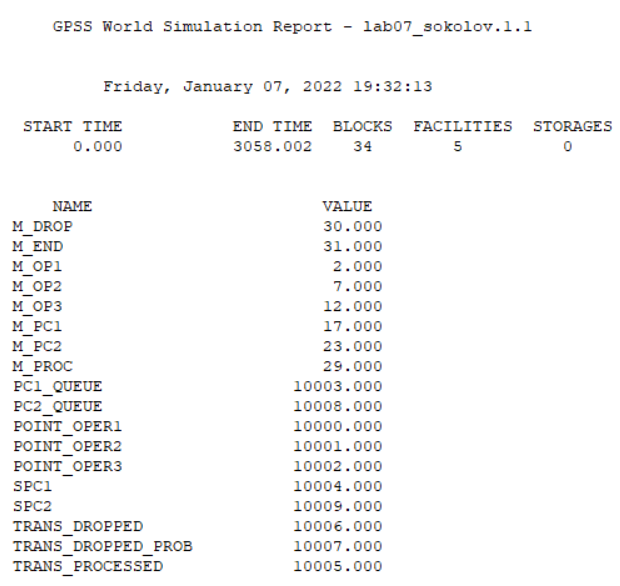 GPSS World Simulation Report - lab07_sokolov.1.1
Friday, January 07, 2022 19:32:13
START TIME END TIME BLOCKS FACILITIES STORAGES
0.000 3058.002 34 5 0
NAME VALUE
M_DROP 30.000
M_END 31.000
M_OP1 2.000
M_OP2 7.000
M_OP3 12.000
M_PC1 17.000
M_PC2 23.000
M_PROC 29.000
PC1_QUEUE 10003.000
PC2_QUEUE 10008.000
POINT_OPER1 10000.000
POINT_OPER2 10001.000
POINT_OPER3 10002.000
SPC1 10004.000
SPC2 10009.000
TRANS_DROPPED 10006.000
TRANS_DROPPED_PROB 10007.000
TRANS_PROCESSED 10005.000